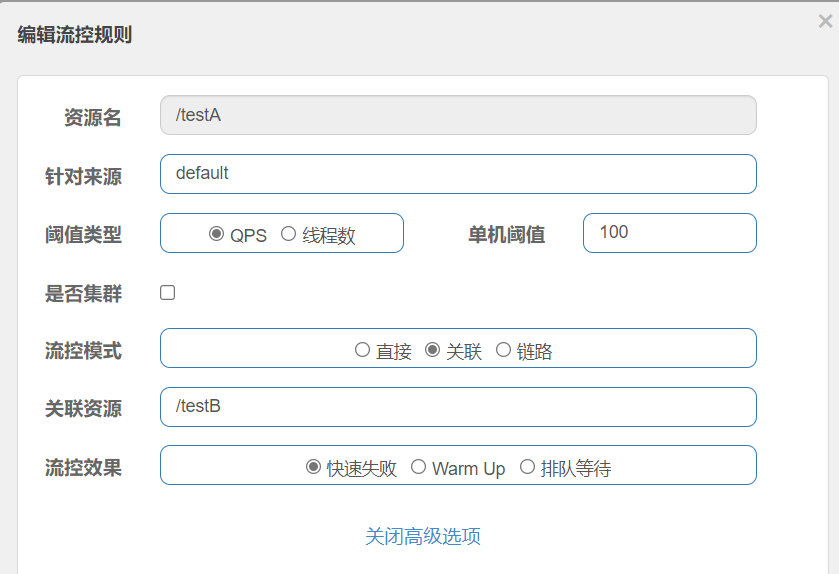 编辑流控规则
×
资源名 /testA
针对来源 default
阈值类型 QPS 线程数 单机阈值 100
是否集群
流控模式 直接 关联 链路
关联资源 /testB
流控效果 快速失败 Warm Up 排队等待
关闭高级选项